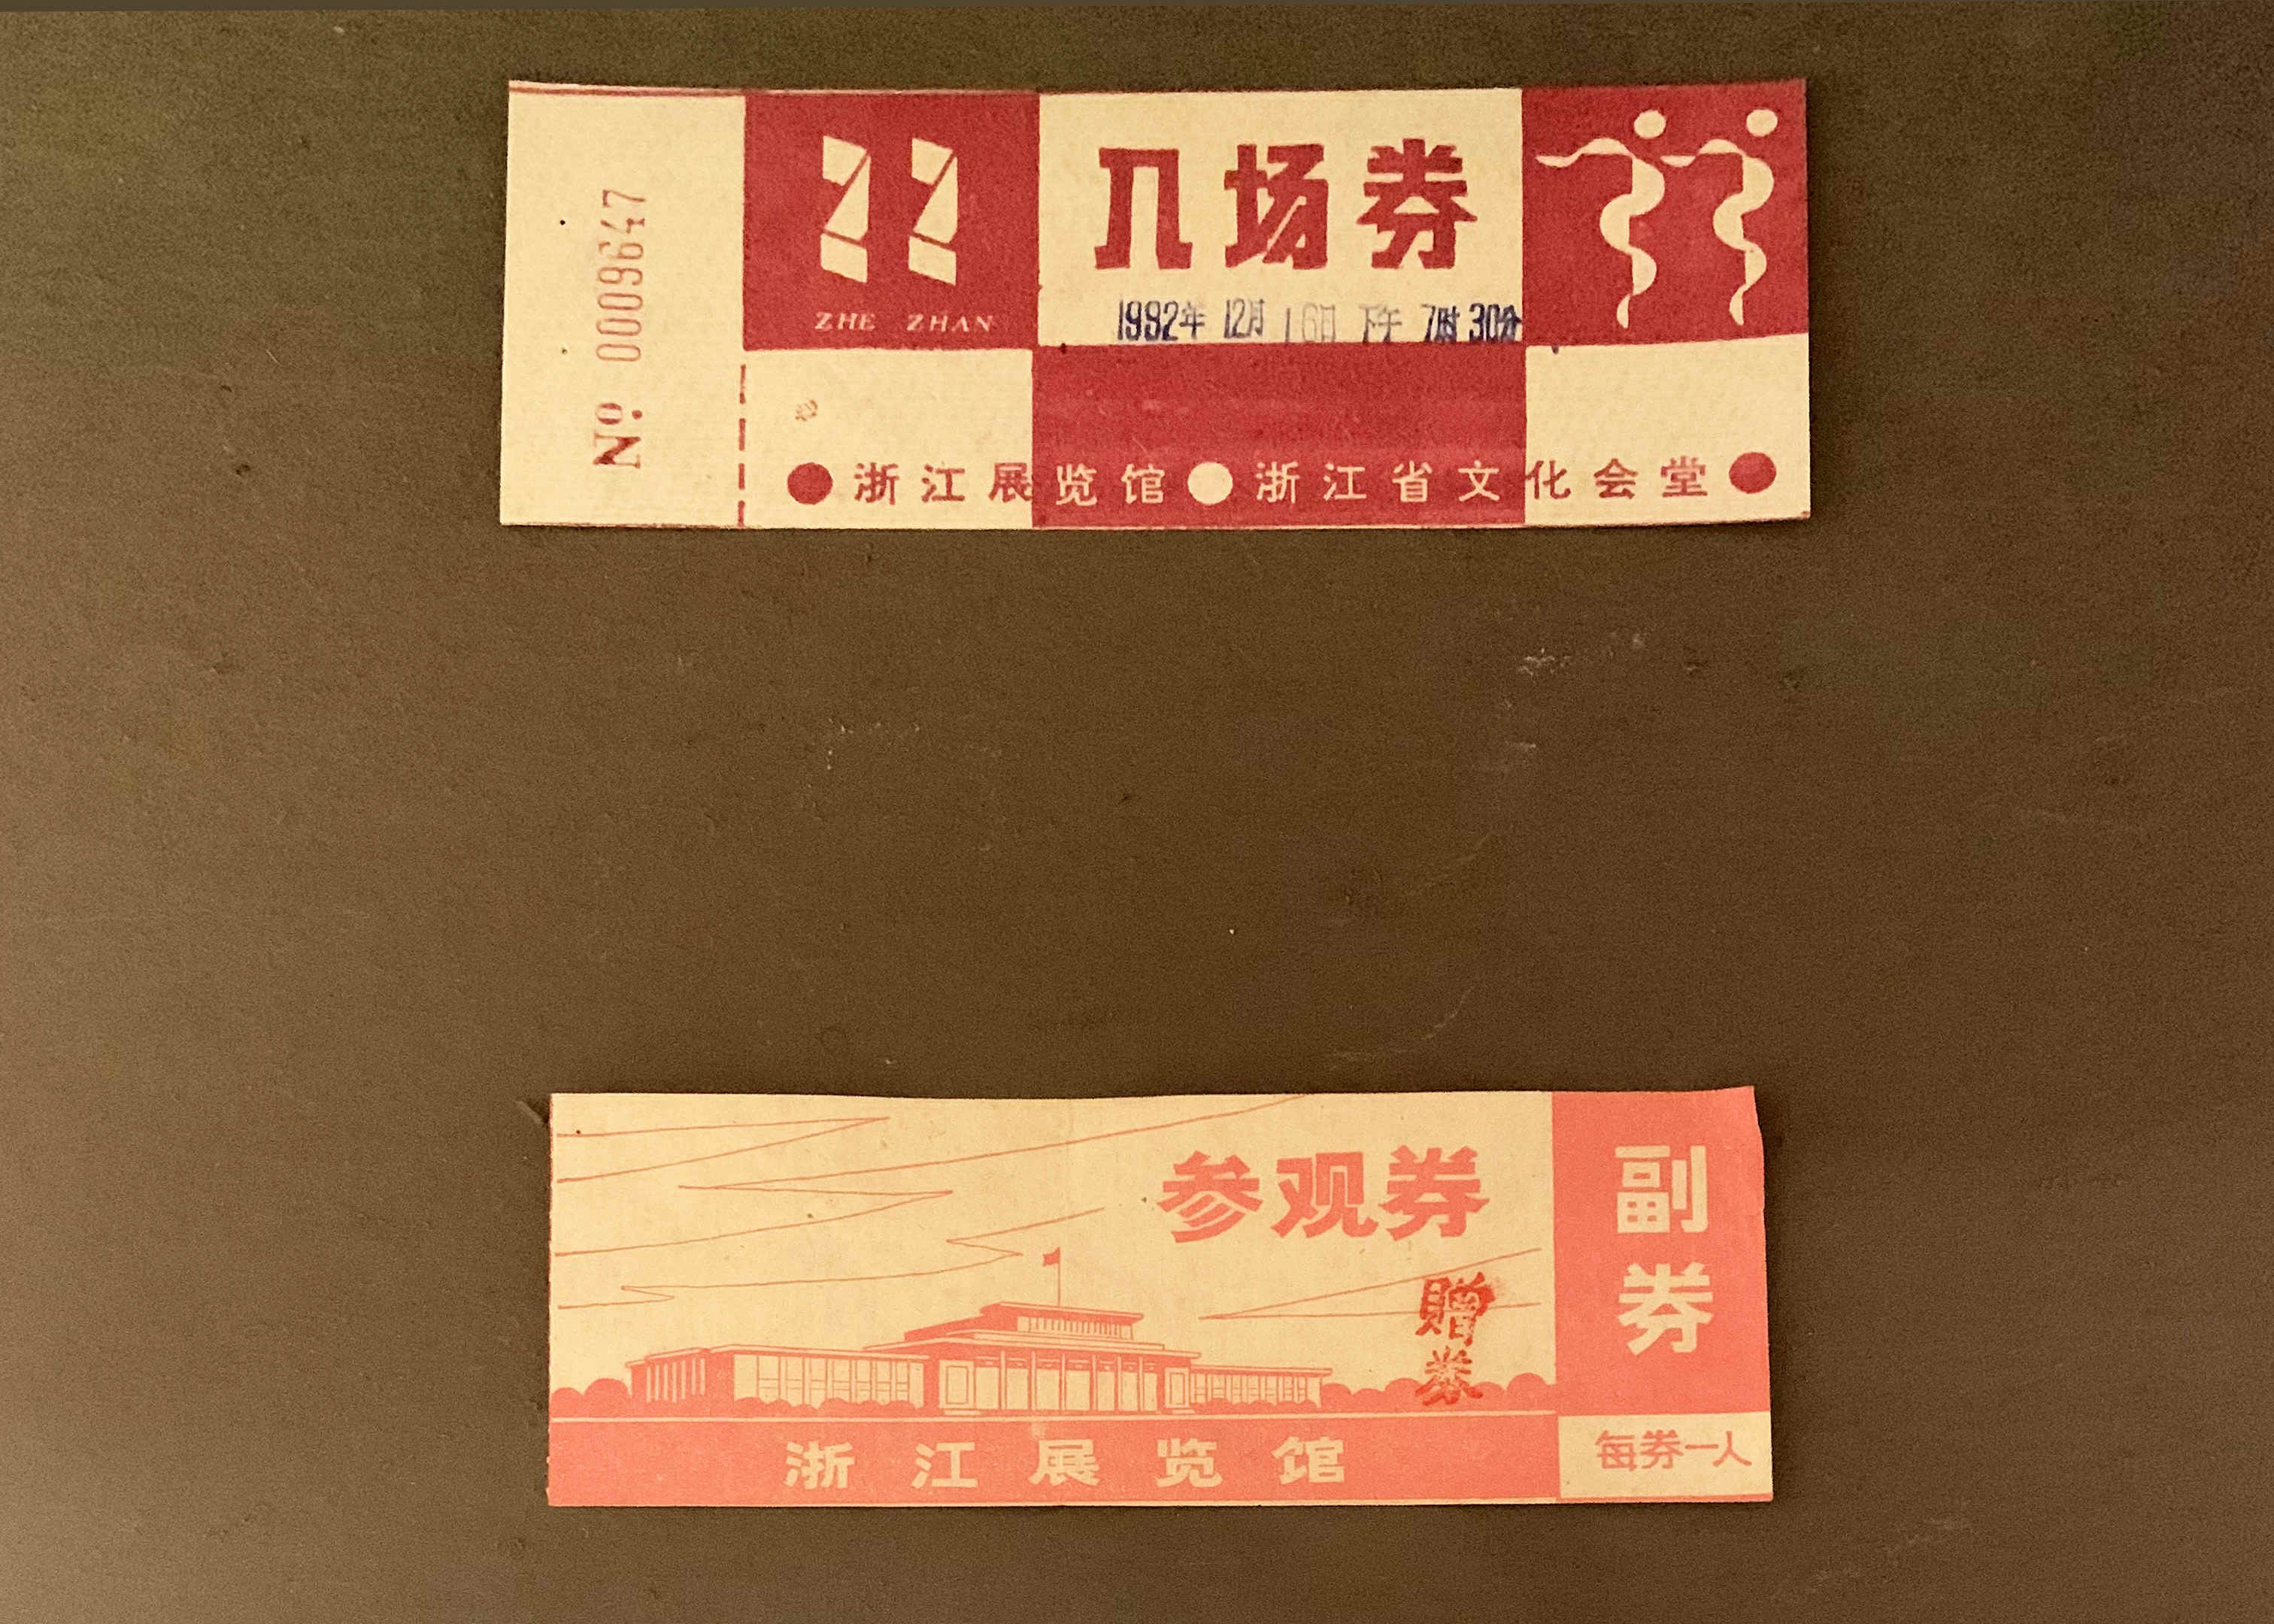 No. 0009647
ZHE ZHAN
入场券
1992年 12月 16日 下午 7时30分
浙江展览馆 浙江省文化会堂
参观券
赠券
浙江展览馆
副券
每券一人